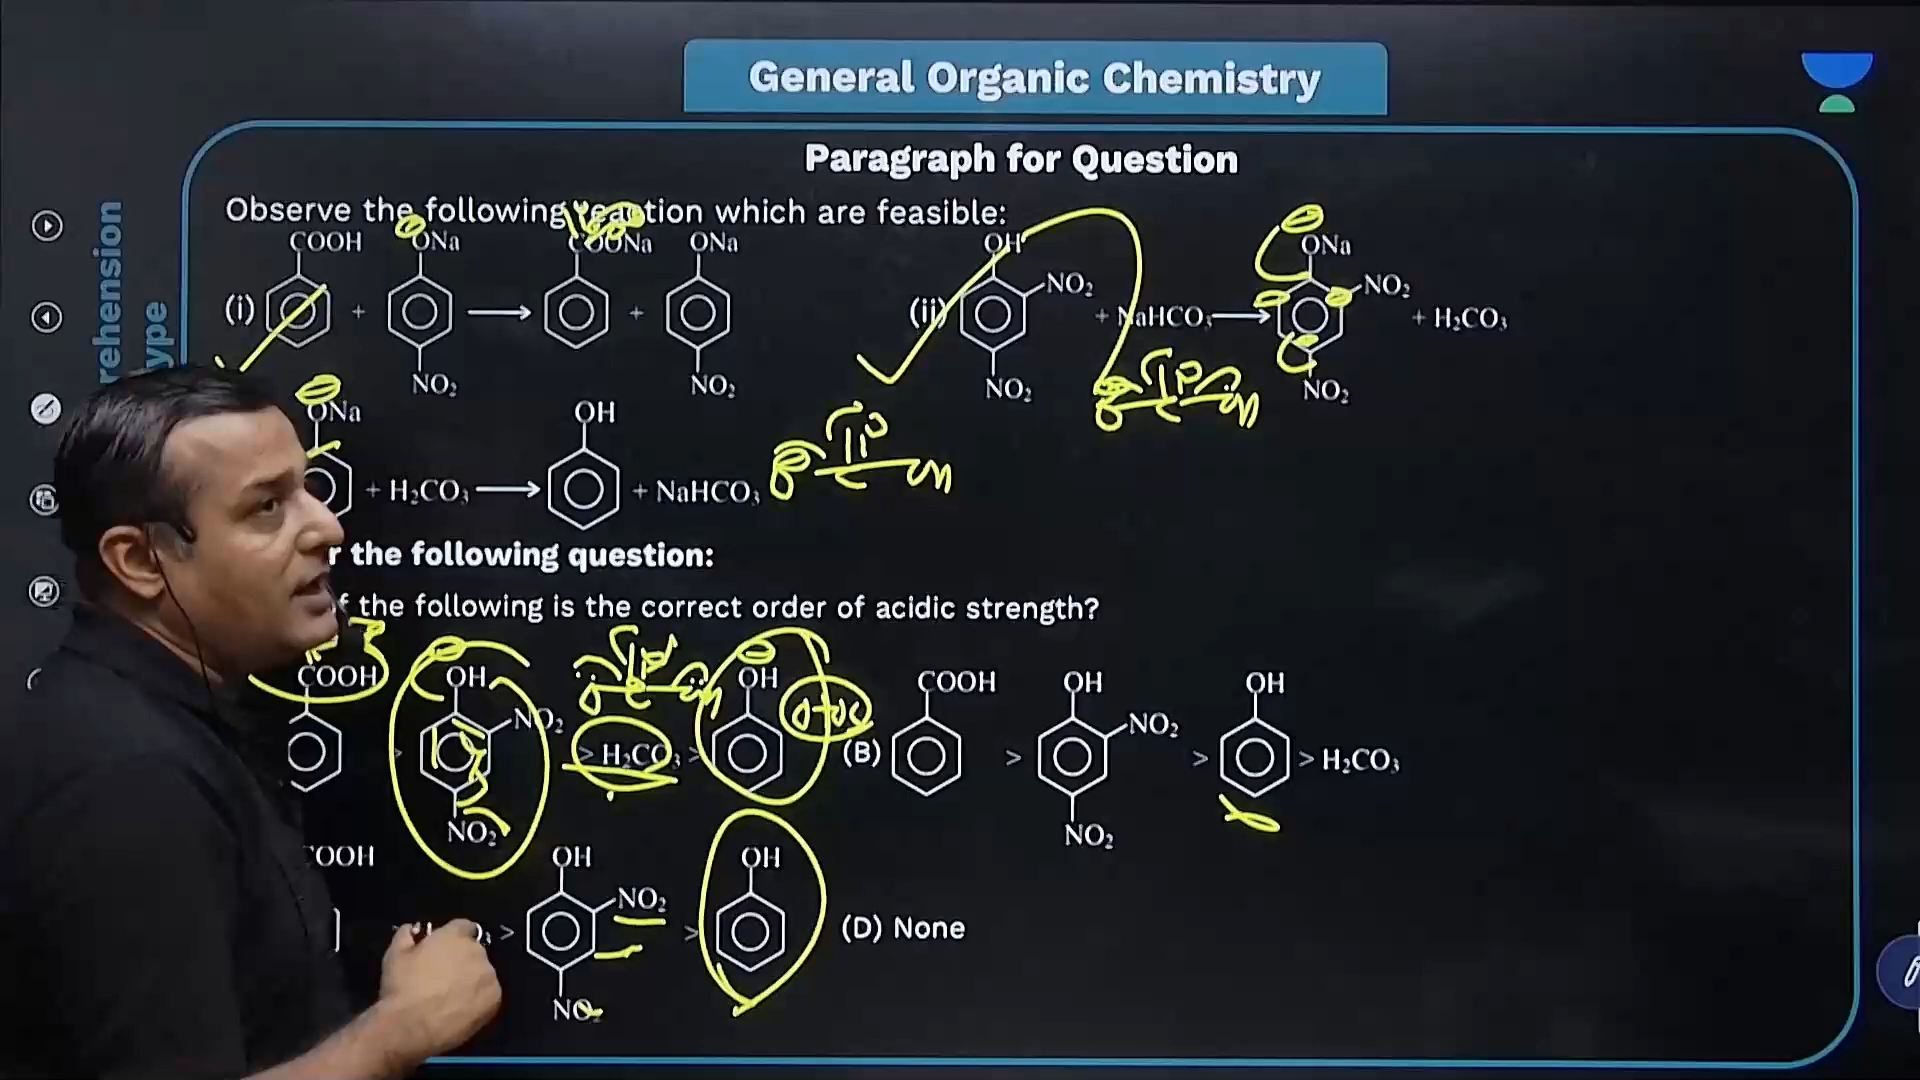 General Organic Chemistry
Paragraph for Question
rehension
ype
Observe the following reaction which are feasible:
(i) COOH + ONa NO₂ ⟶ COONa + ONa NO₂
(ii) OH NO₂ NO₂ + NaHCO₃ ⟶ ONa NO₂ NO₂ + H₂CO₃
ONa + H₂CO₃ ⟶ OH + NaHCO₃
r the following question:
f the following is the correct order of acidic strength?
COOH > OH NO₂ NO₂ > H₂CO₃ > OH
(B) COOH > OH NO₂ NO₂ > OH > H₂CO₃
COOH > OH NO₂ NO₂ > OH
(D) None